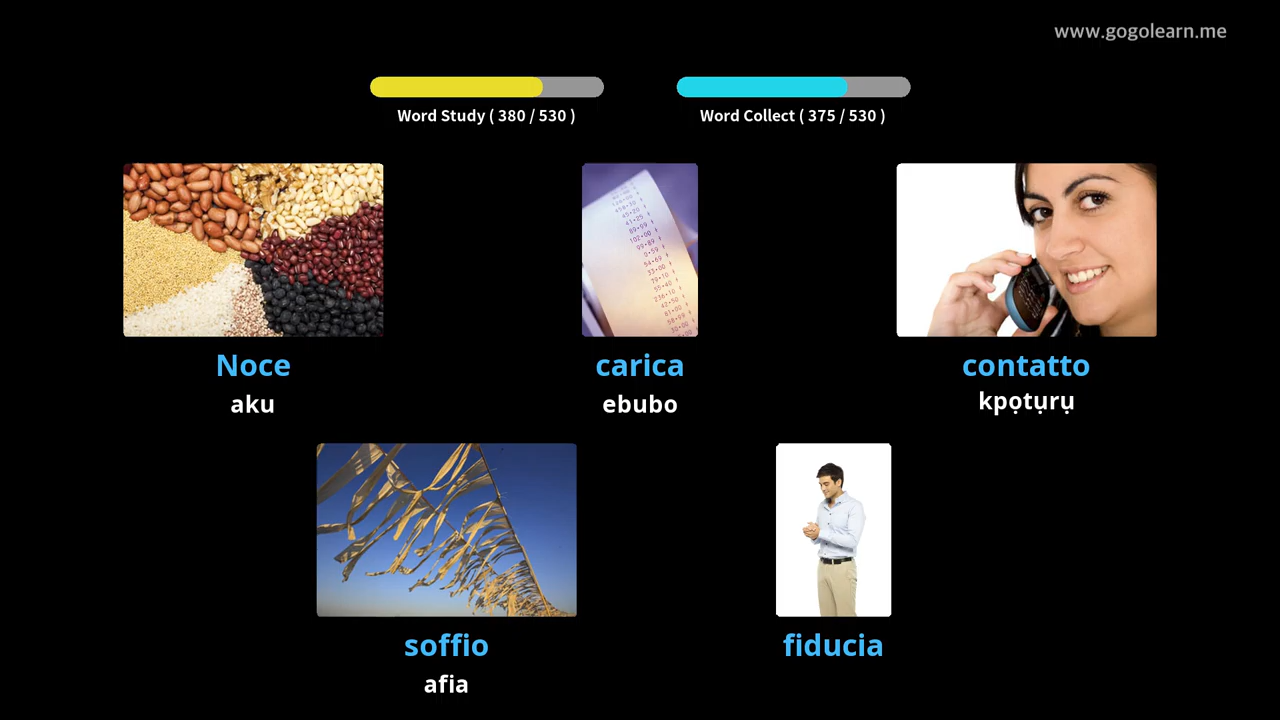 www.gogolearn.me
Word Study ( 380 / 530 )
Word Collect ( 375 / 530 )
Noce
aku
carica
ebubo
contatto
kpọtụrụ
soffio
afia
fiducia